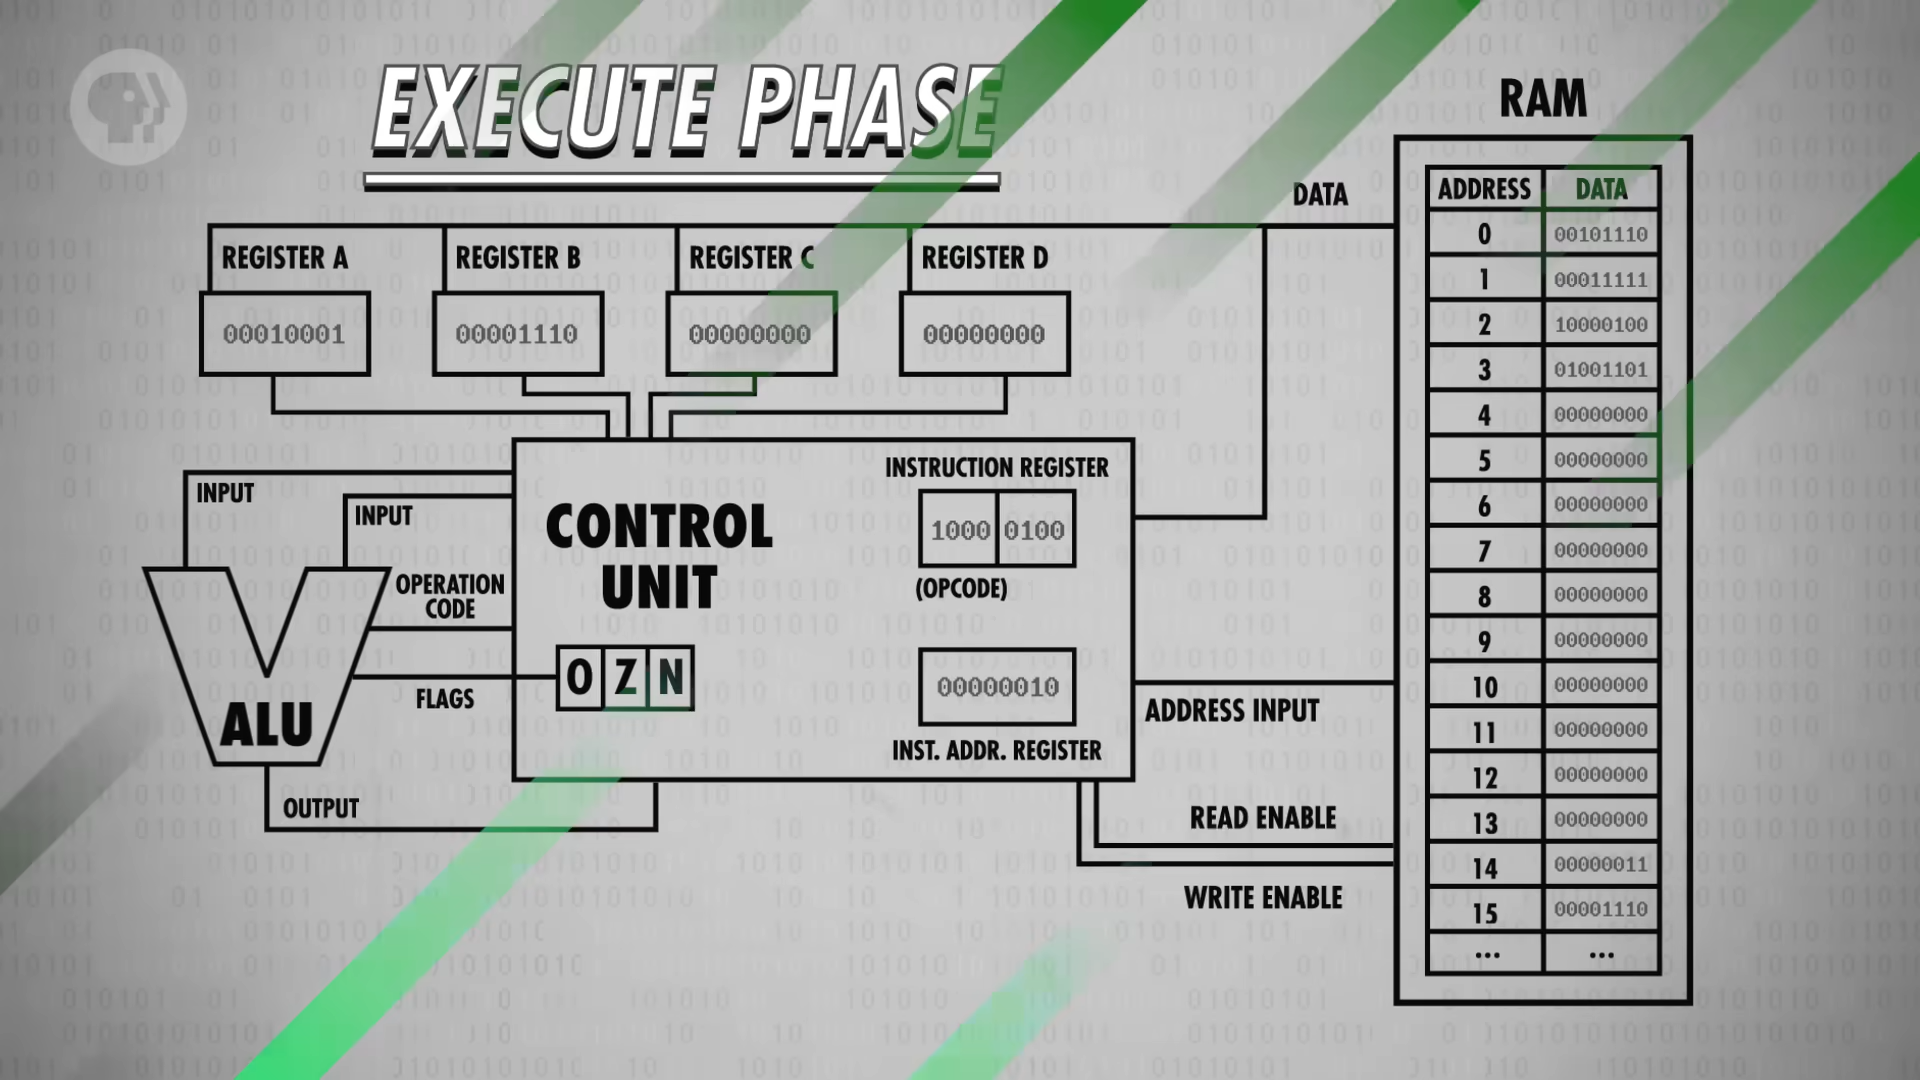 EXECUTE PHASE
RAM
DATA
ADDRESS DATA
0 00101110
1 00011111
2 10000100
3 01001101
4 00000000
5 00000000
6 00000000
7 00000000
8 00000000
9 00000000
10 00000000
11 00000000
12 00000000
13 00000000
14 00000011
15 00001110
... ...
REGISTER A
00010001
REGISTER B
00001110
REGISTER C
00000000
REGISTER D
00000000
INPUT
INPUT
OPERATION
CODE
FLAGS
ALU
OUTPUT
CONTROL
UNIT
O Z N
INSTRUCTION REGISTER
1000 0100
(OPCODE)
00000010
INST. ADDR. REGISTER
ADDRESS INPUT
READ ENABLE
WRITE ENABLE